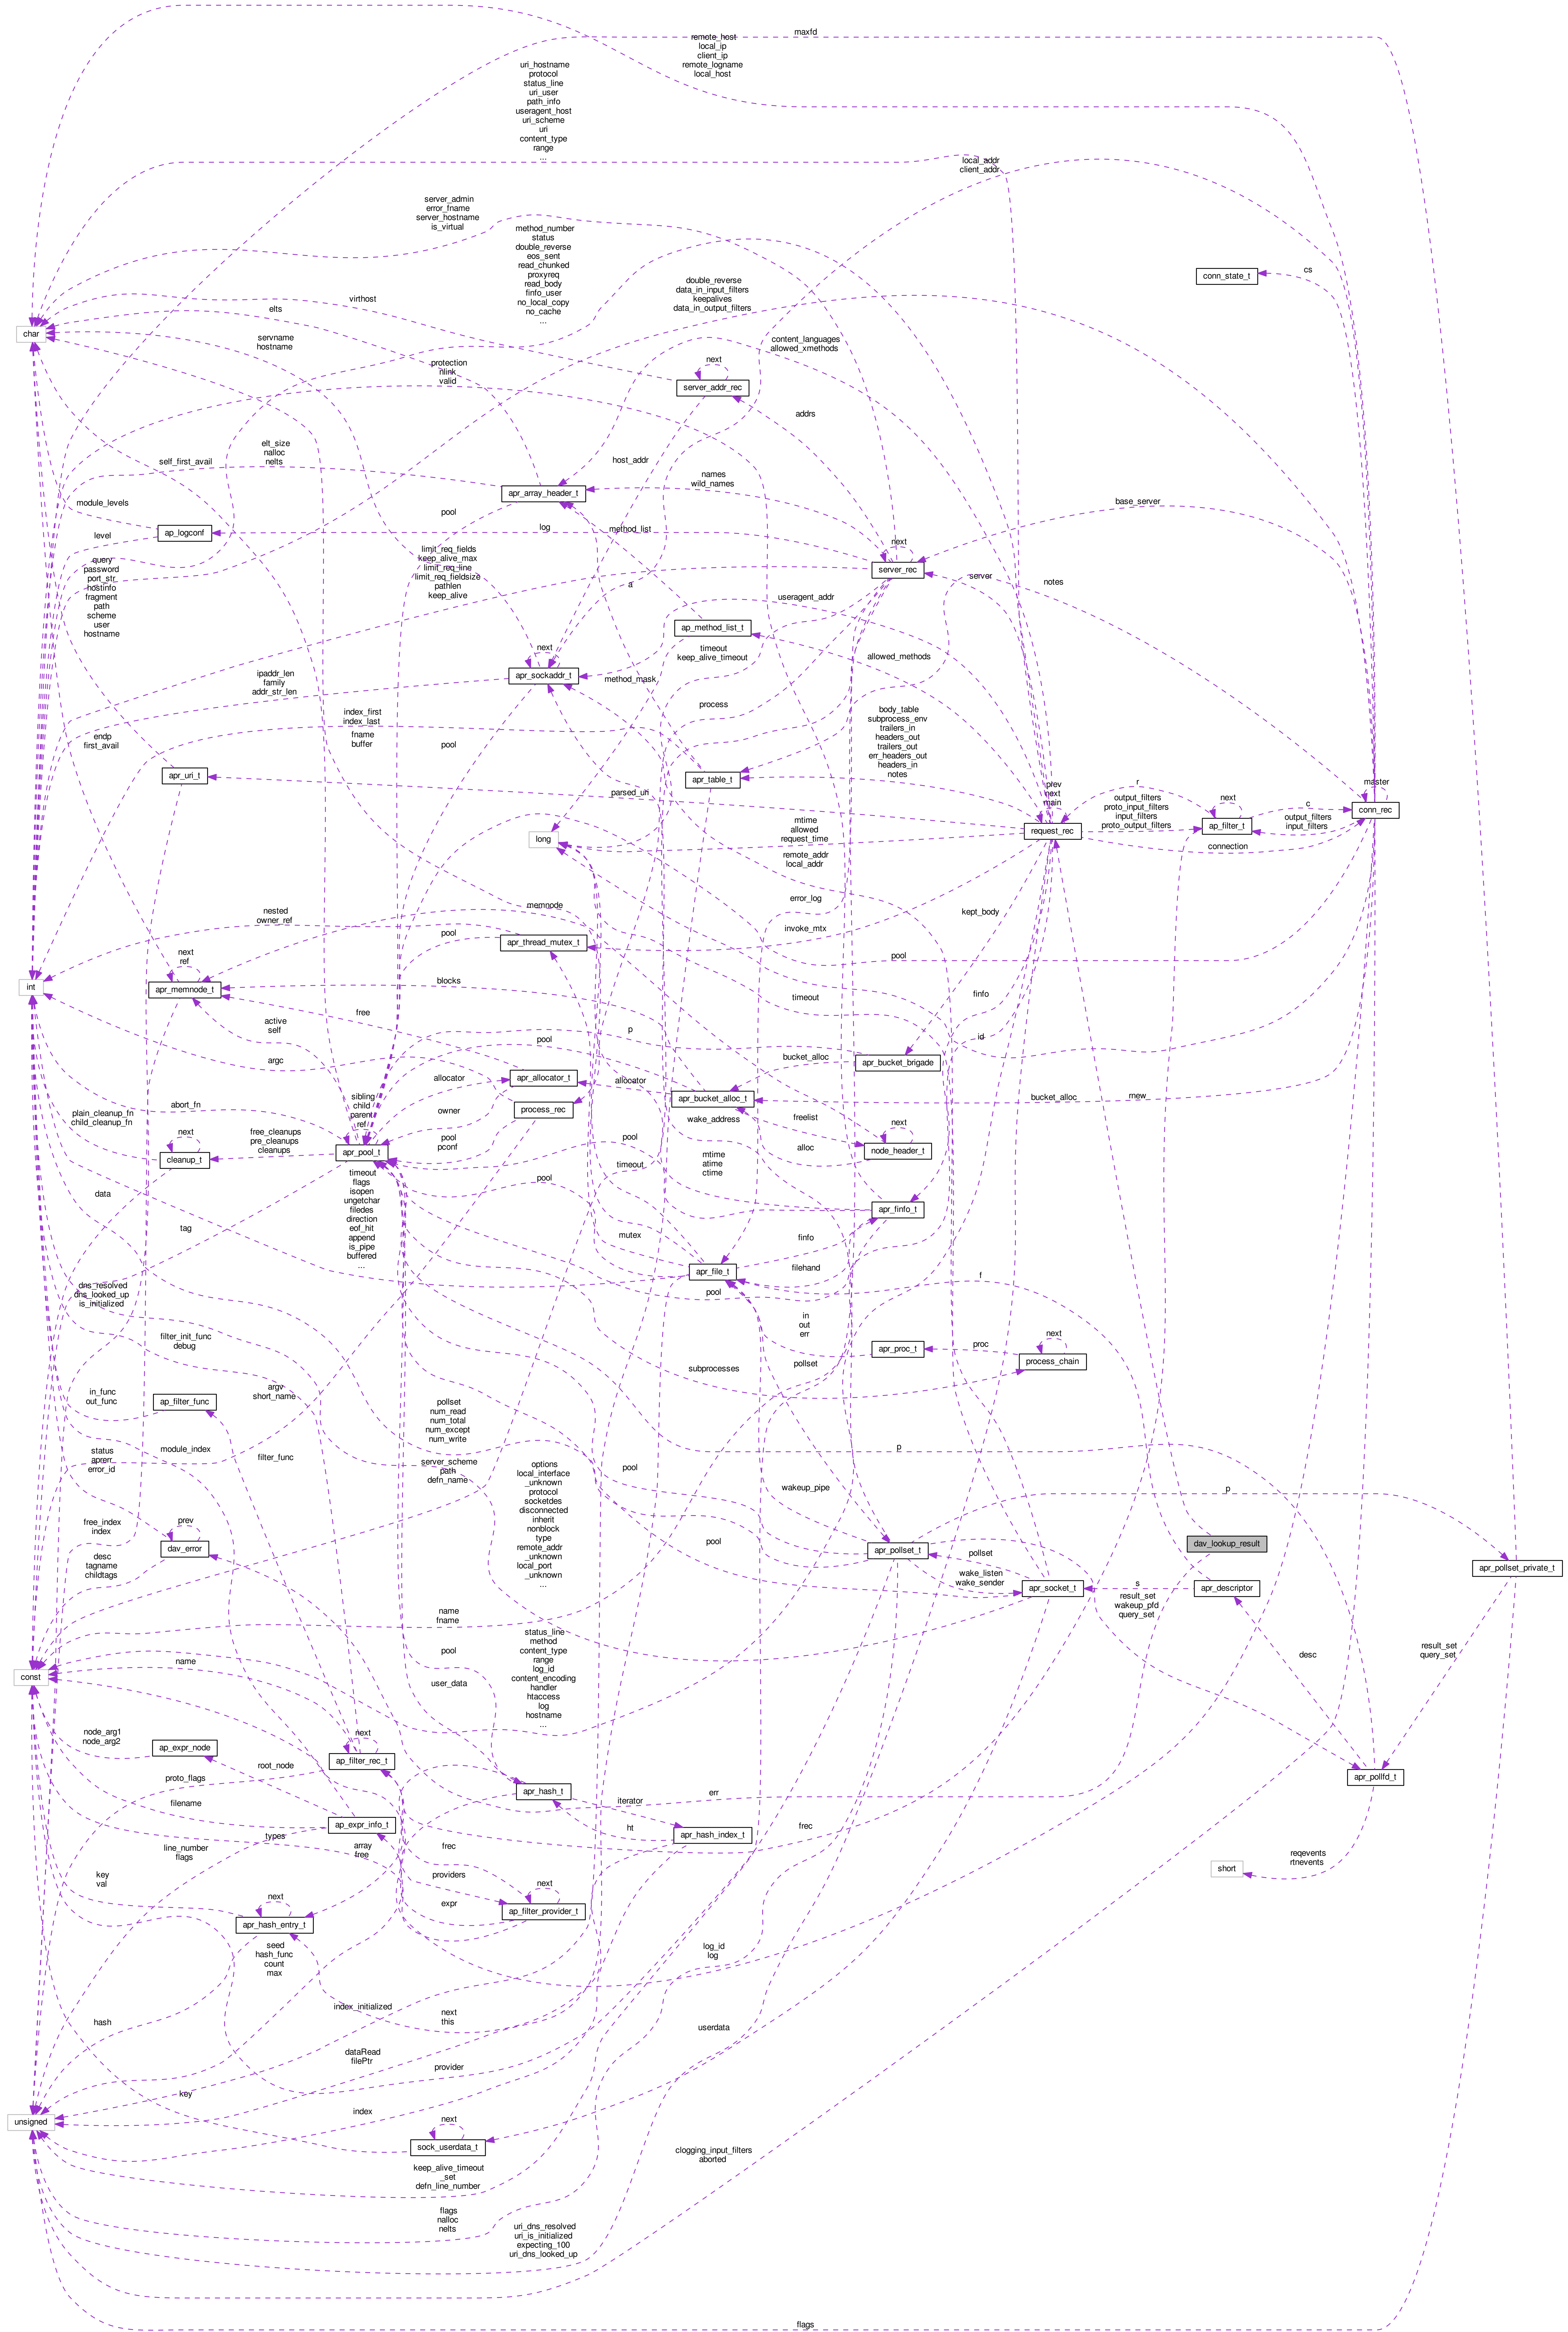 maxfd
remote_host
local_ip
client_ip
remote_logname
local_host
uri_hostname
protocol
status_line
uri_user
path_info
useragent_host
uri_scheme
uri
content_type
range
...
local_addr
client_addr
server_admin
error_fname
server_hostname
is_virtual
method_number
status
double_reverse
eos_sent
read_chunked
proxyreq
read_body
finfo_user
no_local_copy
no_cache
...
conn_state_t
cs
double_reverse
data_in_input_filters
keepalives
data_in_output_filters
virthost
elts
char
servname
hostname
content_languages
allowed_xmethods
protection
nlink
valid
next
server_addr_rec
addrs
elt_size
nalloc
nelts
self_first_avail
host_addr
names
wild_names
apr_array_header_t
module_levels
pool
base_server
ap_logconf
log
method_list
level
next
server_rec
limit_req_fields
keep_alive_max
limit_req_line
limit_req_fieldsize
pathlen
keep_alive
query
password
port_str
hostinfo
fragment
path
scheme
user
hostname
a
server
notes
useragent_addr
ap_method_list_t
next
apr_sockaddr_t
timeout
keep_alive_timeout
allowed_methods
ipaddr_len
family
addr_str_len
method_mask
process
index_first
index_last
fname
buffer
body_table
subprocess_env
trailers_in
headers_out
trailers_out
err_headers_out
headers_in
notes
endp
first_avail
pool
apr_uri_t
apr_table_t
parsed_uri
prev
next
main
r
next
master
conn_rec
output_filters
proto_input_filters
input_filters
proto_output_filters
c
output_filters
input_filters
ap_filter_t
request_rec
long
mtime
allowed
request_time
connection
remote_addr
local_addr
error_log
memnode
nested
owner_ref
kept_body
pool
apr_thread_mutex_t
invoke_mtx
next
ref
pool
int
apr_memnode_t
blocks
timeout
finfo
free
active
self
p
id
argc
pool
bucket_alloc
apr_bucket_brigade
allocator
apr_allocator_t
allocator
apr_bucket_alloc_t
bucket_alloc
mnew
abort_fn
sibling
child
parent
ref
owner
process_rec
wake_address
freelist
plain_cleanup_fn
child_cleanup_fn
next
free_cleanups
pre_cleanups
cleanups
apr_pool_t
pool
pconf
pool
alloc
next
node_header_t
cleanup_t
timeout
mtime
atime
ctime
data
timeout
flags
isopen
ungetchar
filedes
direction
eof_hit
append
is_pipe
buffered
...
pool
apr_finfo_t
tag
mutex
finfo
apr_file_t
filehand
f
dns_resolved
dns_looked_up
is_initialized
pool
in
out
err
filter_init_func
debug
apr_proc_t
proc
next
process_chain
subprocesses
pollset
argv
short_name
in_func
out_func
ap_filter_func
pollset
num_read
num_total
num_except
num_write
status
aprerr
error_id
module_index
filter_func
p
server_scheme
path
defn_name
options
local_interface
_unknown
protocol
socketdes
disconnected
inherit
nonblock
type
remote_addr
_unknown
local_port
_unknown
...
pool
wakeup_pipe
p
free_index
index
prev
dav_error
pool
apr_pollset_t
pollset
dav_lookup_result
apr_pollset_private_t
desc
tagname
childtags
wake_listen
wake_sender
apr_socket_t
s
apr_descriptor
result_set
wakeup_pfd
query_set
name
fname
status_line
method
content_type
range
log_id
content_encoding
handler
htaccess
log
hostname
...
pool
user_data
desc
result_set
query_set
const
name
node_arg1
node_arg2
ap_expr_node
next
ap_filter_rec_t
root_node
proto_flags
apr_hash_t
iterator
err
apr_pollfd_t
filename
ap_expr_info_t
types
line_number
flags
ht
apr_hash_index_t
frec
array
free
frec
reqevents
rtnevents
short
key
val
providers
next
next
expr
ap_filter_provider_t
apr_hash_entry_t
seed
hash_func
count
max
log_id
log
index_initialized
next
this
hash
userdata
dataRead
filePtr
provider
key
unsigned
index
next
sock_userdata_t
keep_alive_timeout
_set
defn_line_number
clogging_input_filters
aborted
flags
nalloc
nelts
uri_dns_resolved
uri_is_initialized
expecting_100
uri_dns_looked_up
flags